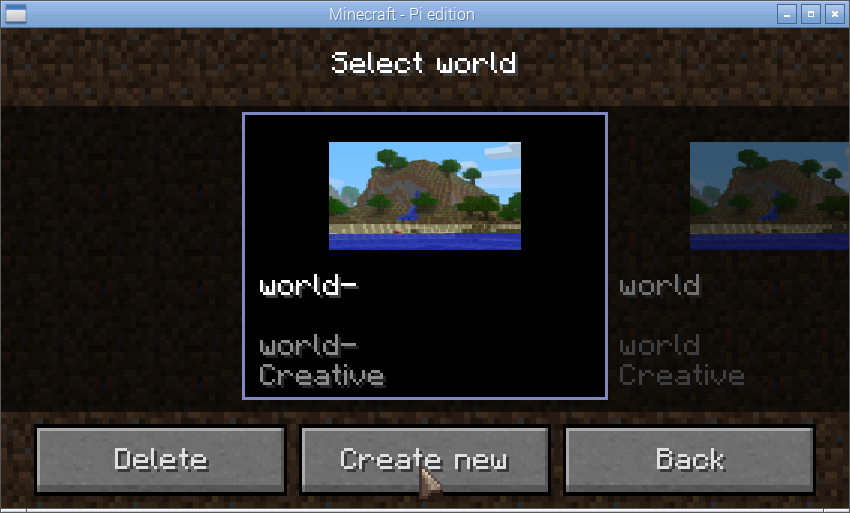 Minecraft - Pi edition
Select world
world-
world-
Creative
world
world
Creative
Delete
Create new
Back